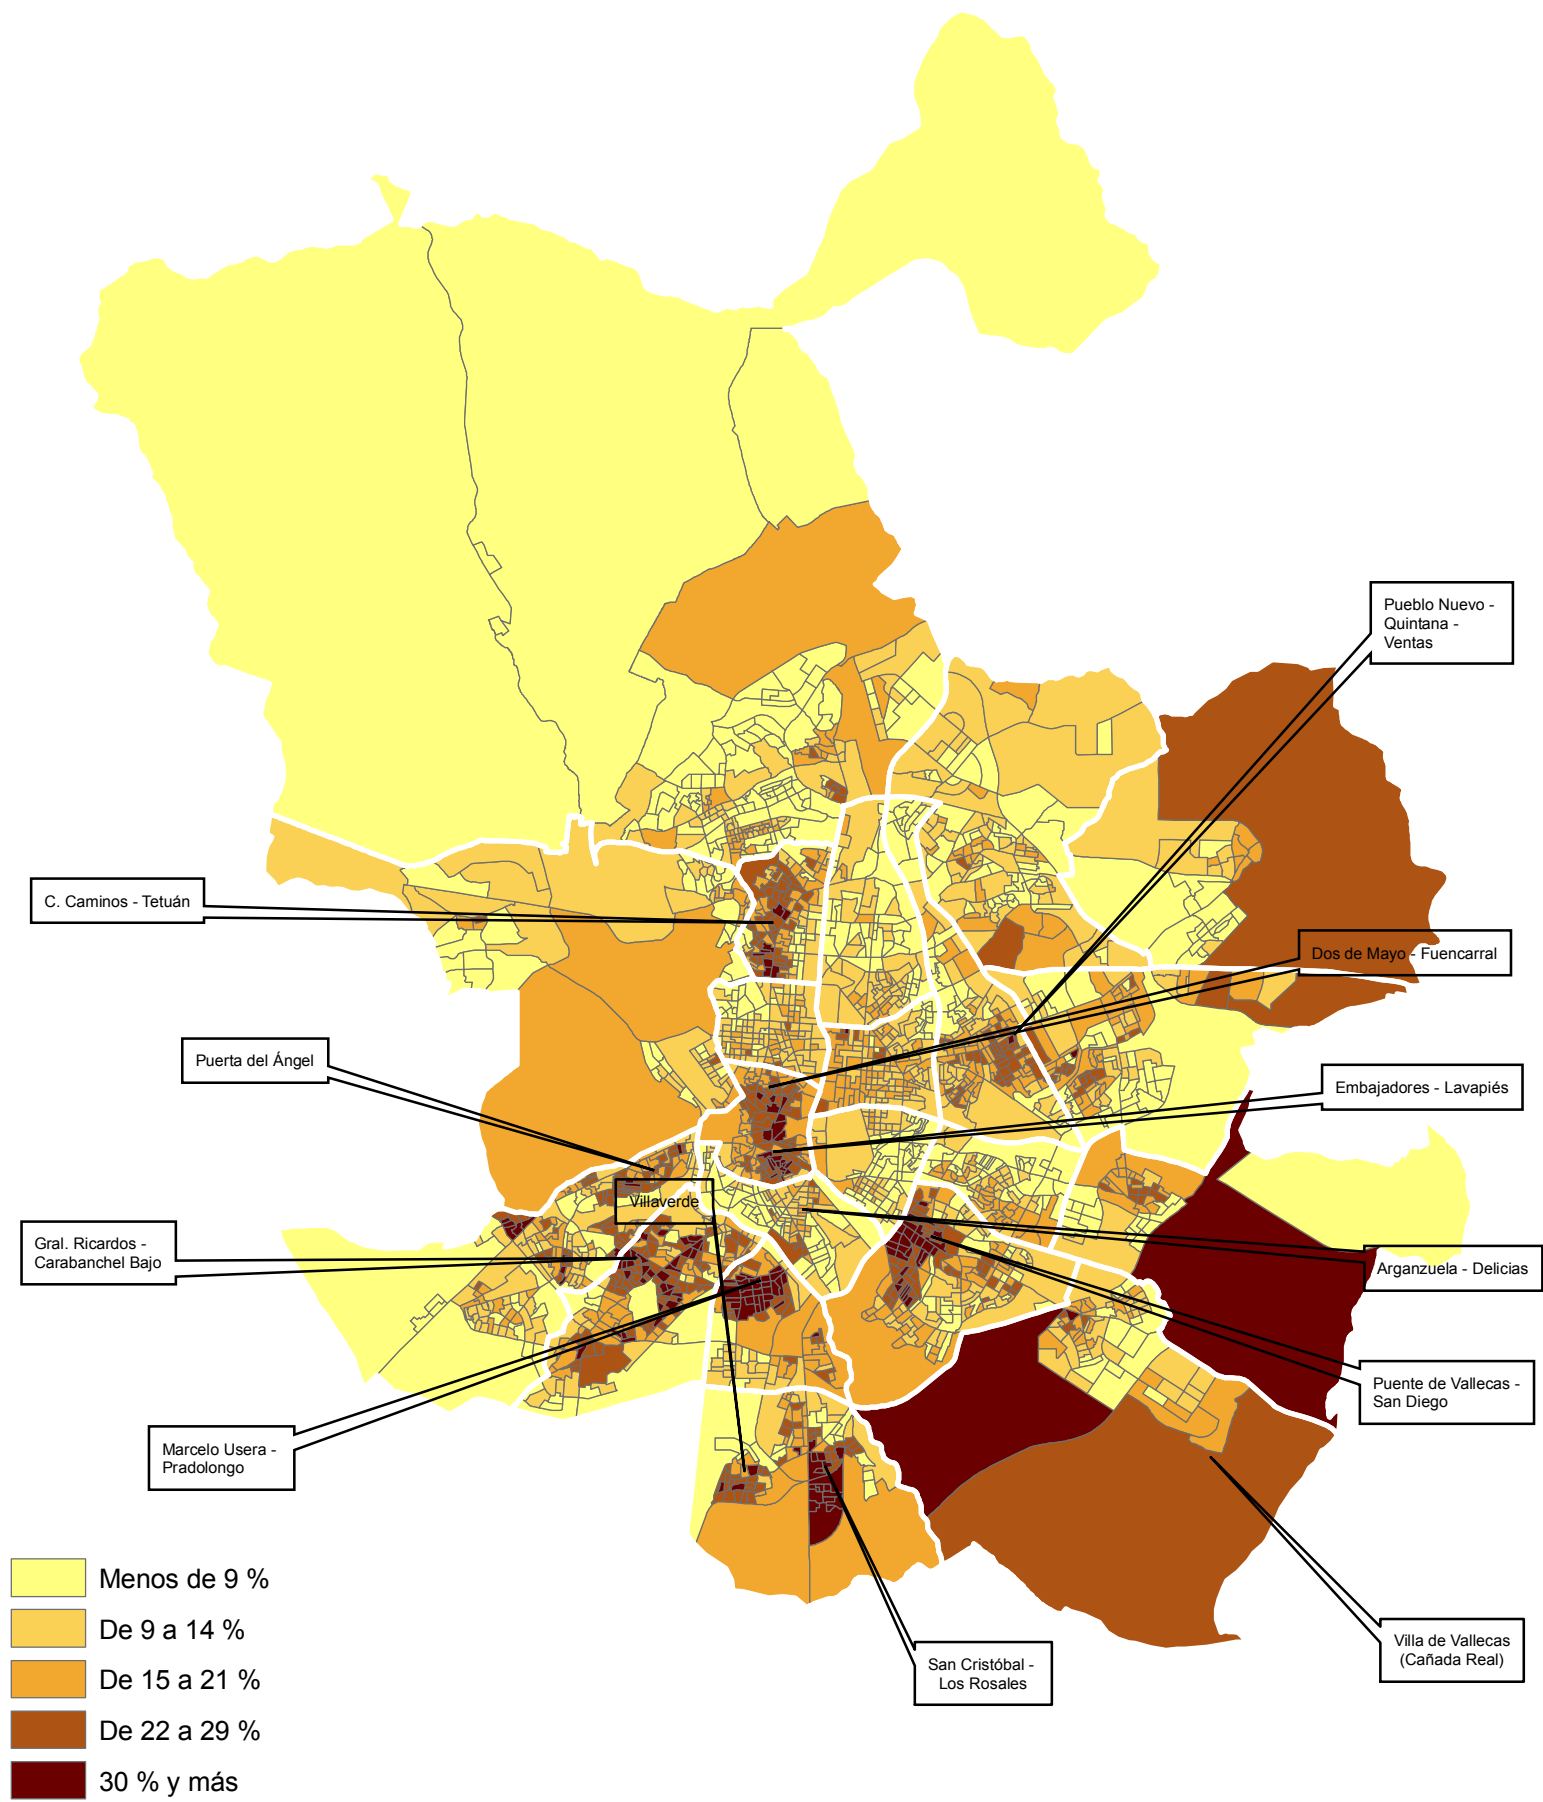 Pueblo Nuevo -
Quintana -
Ventas
C. Caminos - Tetuán
Dos de Mayo - Fuencarral
Puerta del Ángel
Embajadores - Lavapiés
Villaverde
Gral. Ricardos -
Carabanchel Bajo
Arganzuela - Delicias
Puente de Vallecas -
San Diego
Marcelo Usera -
Pradolongo
Villa de Vallecas
(Cañada Real)
San Cristóbal -
Los Rosales
Menos de 9 %
De 9 a 14 %
De 15 a 21 %
De 22 a 29 %
30 % y más